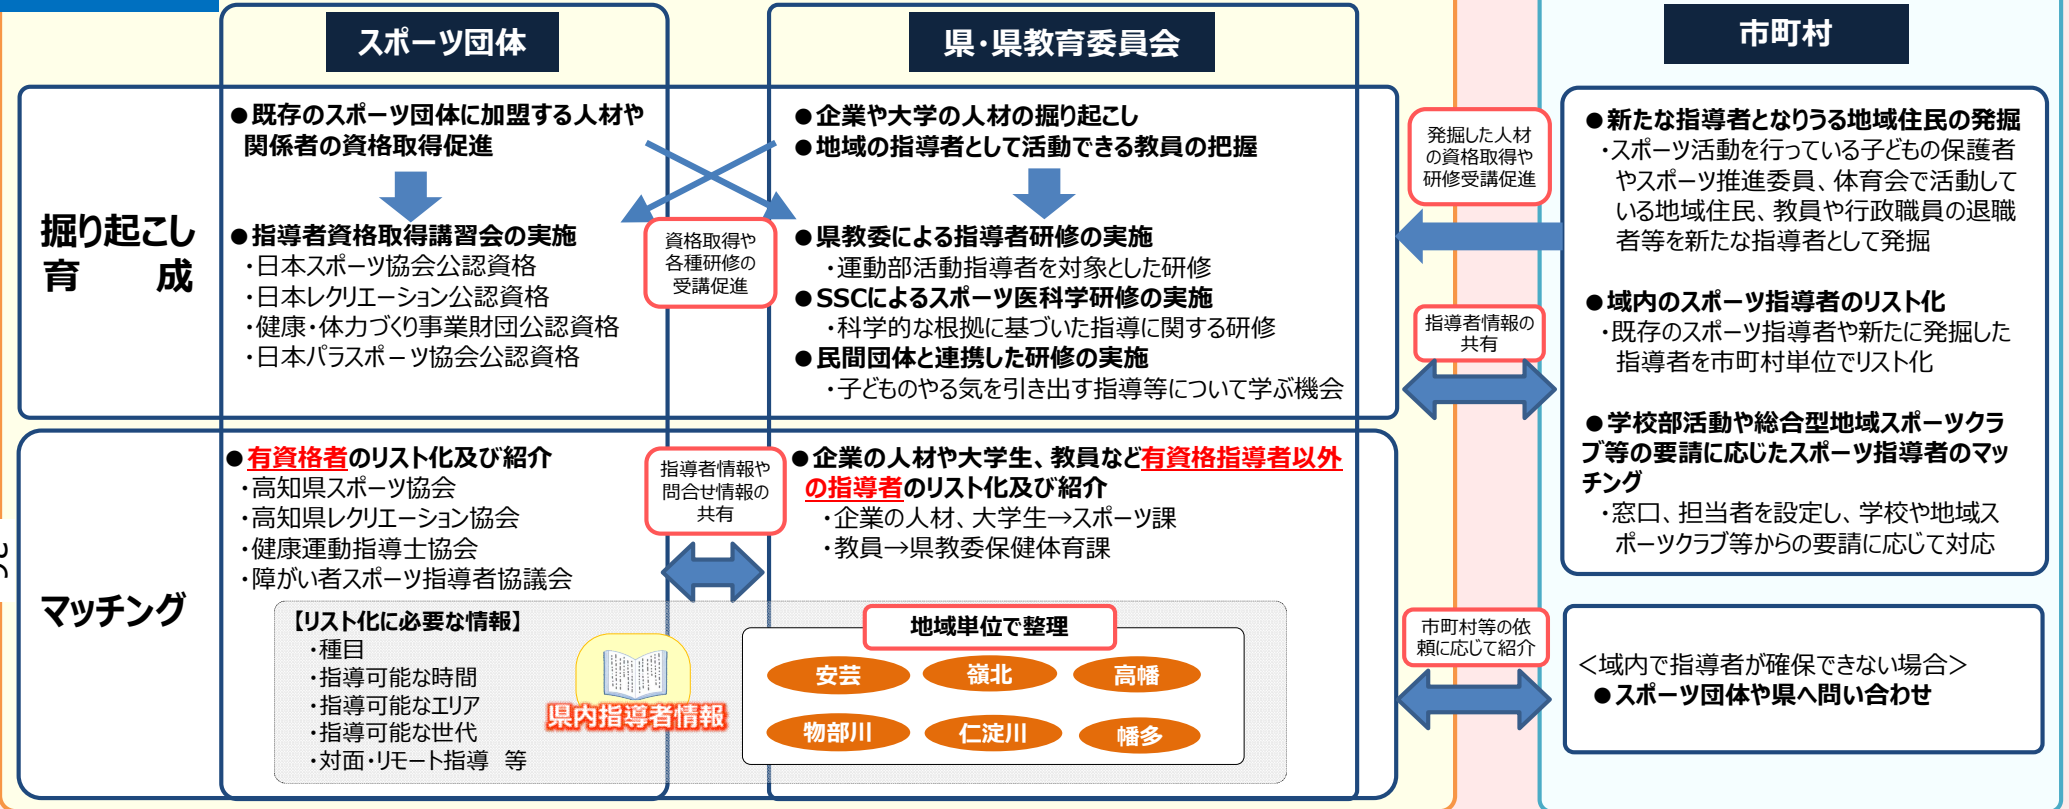 スポーツ団体
県・県教育委員会
市町村
掘り起こし
育　　成
●既存のスポーツ団体に加盟する人材や
関係者の資格取得促進
●指導者資格取得講習会の実施
・日本スポーツ協会公認資格
・日本レクリエーション公認資格
・健康・体力づくり事業財団公認資格
・日本パラスポーツ協会公認資格
資格取得や
各種研修の
受講促進
●企業や大学の人材の掘り起こし
●地域の指導者として活動できる教員の把握
●県教委による指導者研修の実施
・運動部活動指導者を対象とした研修
●SSCによるスポーツ医科学研修の実施
・科学的な根拠に基づいた指導に関する研修
●民間団体と連携した研修の実施
・子どものやる気を引き出す指導等について学ぶ機会
発掘した人材
の資格取得や
研修受講促進
指導者情報の
共有
●新たな指導者となりうる地域住民の発掘
・スポーツ活動を行っている子どもの保護者
やスポーツ推進委員、体育会で活動して
いる地域住民、教員や行政職員の退職
者等を新たな指導者として発掘
●域内のスポーツ指導者のリスト化
・既存のスポーツ指導者や新たに発掘した
指導者を市町村単位でリスト化
●学校部活動や総合型地域スポーツクラ
ブ等の要請に応じたスポーツ指導者のマッ
チング
・窓口、担当者を設定し、学校や地域ス
ポーツクラブ等からの要請に応じて対応
マッチング
●有資格者のリスト化及び紹介
・高知県スポーツ協会
・高知県レクリエーション協会
・健康運動指導士協会
・障がい者スポーツ指導者協議会
指導者情報や
問合せ情報の
共有
●企業の人材や大学生、教員など有資格指導者以外
の指導者のリスト化及び紹介
・企業の人材、大学生→スポーツ課
・教員→県教委保健体育課
【リスト化に必要な情報】
・種目
・指導可能な時間
・指導可能なエリア
・指導可能な世代
・対面・リモート指導　等
県内指導者情報
地域単位で整理
安芸
嶺北
高幡
物部川
仁淀川
幡多
市町村等の依
頼に応じて紹介
＜域内で指導者が確保できない場合＞
●スポーツ団体や県へ問い合わせ